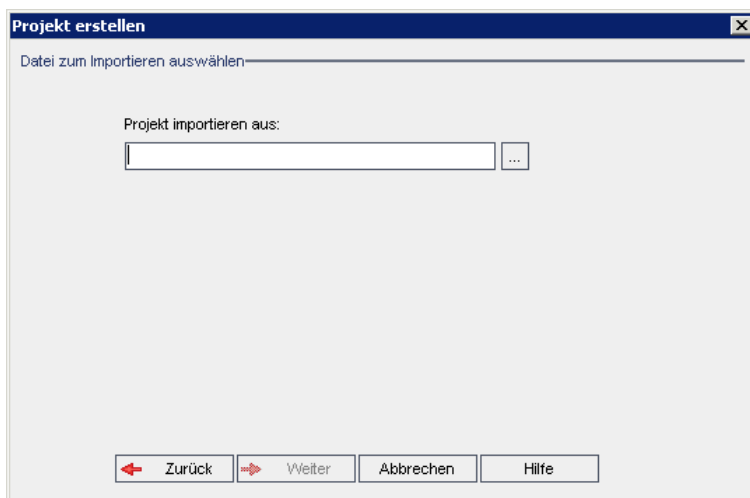 Projekt erstellen
Datei zum Importieren auswählen
Projekt importieren aus:
...
Zurück Weiter Abbrechen Hilfe